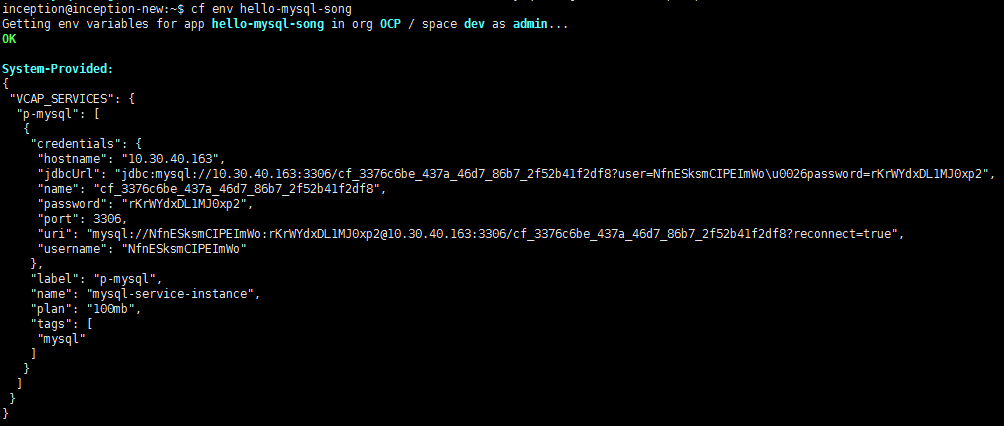 inception@inception-new:~$ cf env hello-mysql-song
Getting env variables for app hello-mysql-song in org OCP / space dev as admin...
OK

System-Provided:
{
 "VCAP_SERVICES": {
  "p-mysql": [
   {
    "credentials": {
     "hostname": "10.30.40.163",
     "jdbcUrl": "jdbc:mysql://10.30.40.163:3306/cf_3376c6be_437a_46d7_86b7_2f52b41f2df8?user=NfnESksmCIPEImWo\u0026password=rKrWYdxDL1MJ0xp2",
     "name": "cf_3376c6be_437a_46d7_86b7_2f52b41f2df8",
     "password": "rKrWYdxDL1MJ0xp2",
     "port": 3306,
     "uri": "mysql://NfnESksmCIPEImWo:rKrWYdxDL1MJ0xp2@10.30.40.163:3306/cf_3376c6be_437a_46d7_86b7_2f52b41f2df8?reconnect=true",
     "username": "NfnESksmCIPEImWo"
    },
    "label": "p-mysql",
    "name": "mysql-service-instance",
    "plan": "100mb",
    "tags": [
     "mysql"
    ]
   }
  ]
 }
}